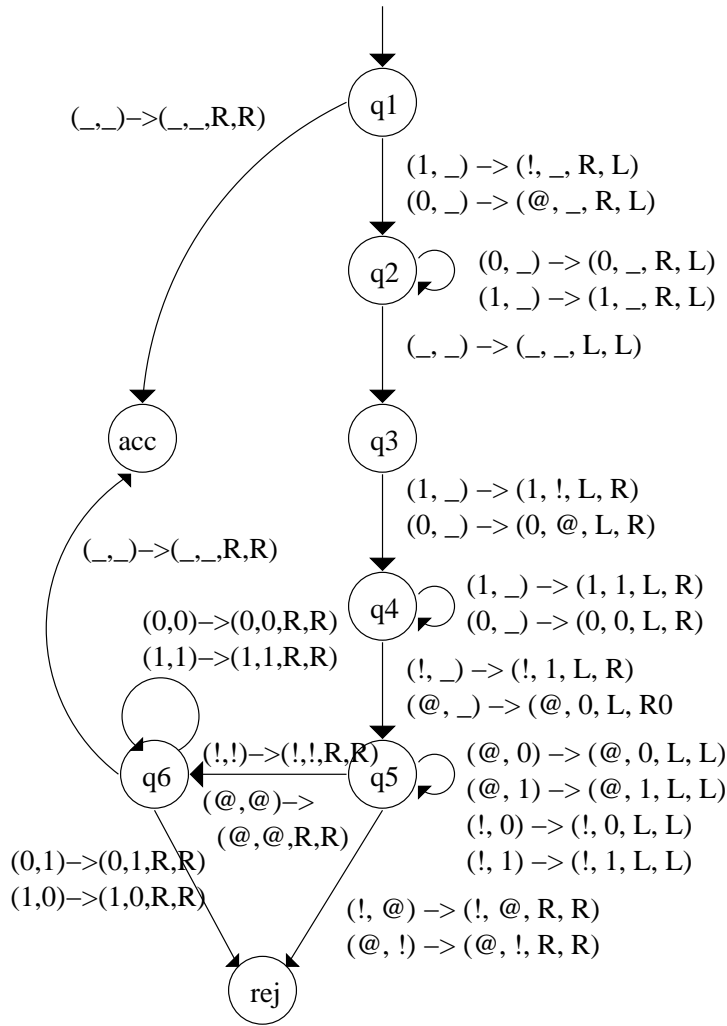 q1
(_,_)–>(_,_,R,R)
(1, _) –> (!, _, R, L)
(0, _) –> (@, _, R, L)
q2
(0, _) –> (0, _, R, L)
(1, _) –> (1, _, R, L)
(_, _) –> (_, _, L, L)
acc
q3
(1, _) –> (1, !, L, R)
(0, _) –> (0, @, L, R)
(_,_)–>(_,_,R,R)
q4
(1, _) –> (1, 1, L, R)
(0, _) –> (0, 0, L, R)
(0,0)–>(0,0,R,R)
(1,1)–>(1,1,R,R)
(!, _) –> (!, 1, L, R)
(@, _) –> (@, 0, L, R0
q6
(!,!)–>(!,!,R,R)
(@,@)–>
(@,@,R,R)
q5
(@, 0) –> (@, 0, L, L)
(@, 1) –> (@, 1, L, L)
(!, 0) –> (!, 0, L, L)
(!, 1) –> (!, 1, L, L)
(0,1)–>(0,1,R,R)
(1,0)–>(1,0,R,R)
(!, @) –> (!, @, R, R)
(@, !) –> (@, !, R, R)
rej